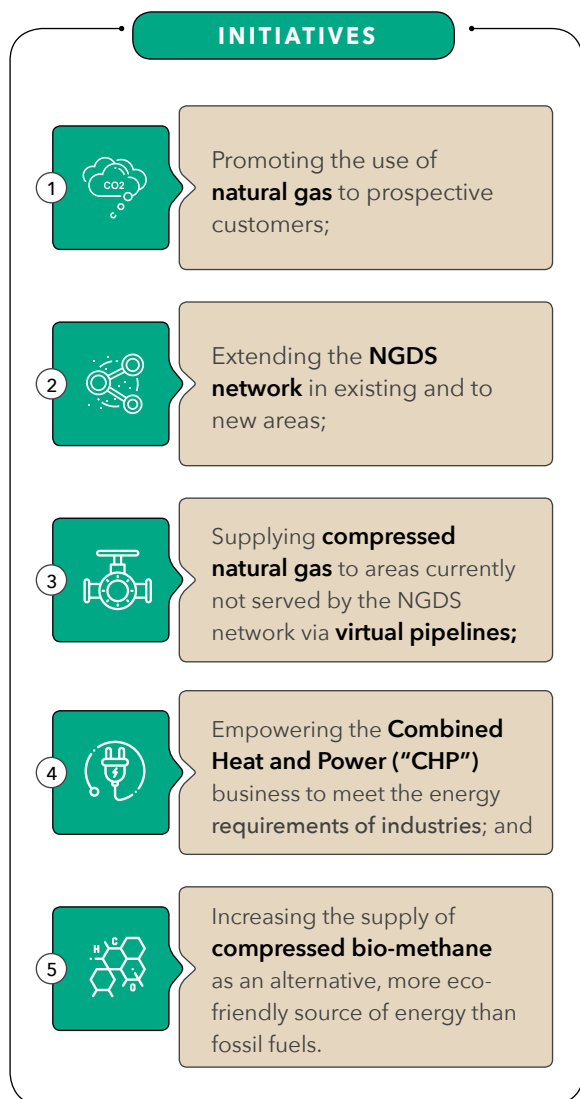 INITIATIVES
1
CO2
Promoting the use of
natural gas to prospective
customers;
2
Extending the NGDS
network in existing and to
new areas;
3
Supplying compressed
natural gas to areas currently
not served by the NGDS
network via virtual pipelines;
4
Empowering the Combined
Heat and Power (“CHP”)
business to meet the energy
requirements of industries; and
5
H C
O
Increasing the supply of
compressed bio-methane
as an alternative, more eco-
friendly source of energy than
fossil fuels.